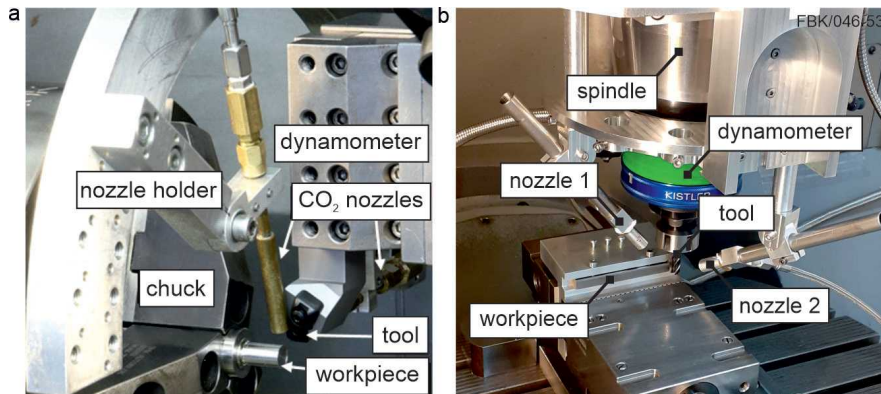 a
dynamometer
nozzle holder
CO₂ nozzles
chuck
tool
workpiece
b
FBK/046-53
spindle
dynamometer
nozzle 1
KISTLER
tool
workpiece
nozzle 2